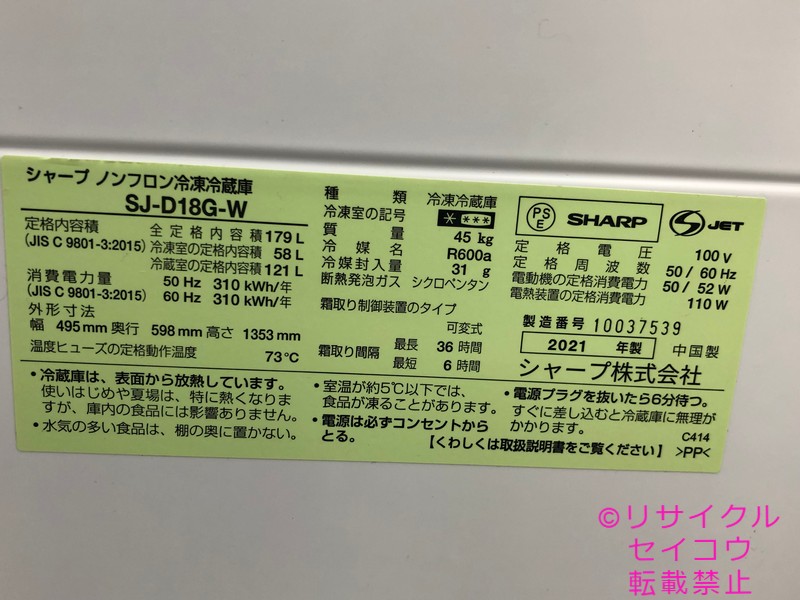 シャープ ノンフロン冷凍冷蔵庫
SJ-D18G-W
定格内容積
(JIS C 9801-3:2015)
全定格内容積 179 L
冷凍室の定格内容積 58 L
冷蔵室の定格内容積 121 L
消費電力量
(JIS C 9801-3:2015)
50 Hz 310 kWh/年
60 Hz 310 kWh/年
外形寸法
幅 495 mm 奥行 598 mm 高さ 1353 mm
温度ヒューズの定格動作温度 73℃
種類 冷凍冷蔵庫
冷凍室の記号 * ***
質量 45 kg
冷媒名 R600a
冷媒封入量 31 g
断熱発泡ガス シクロペンタン
霜取り制御装置のタイプ
可変式
霜取り間隔 最長 36 時間
最短 6 時間
PSE SHARP S JET
定格電圧 100 V
定格周波数 50 / 60 Hz
電動機の定格消費電力 50 / 52 W
電熱装置の定格消費電力 110 W
製造番号 10037539
2021 年製 中国製
シャープ株式会社
・冷蔵庫は、表面から放熱しています。
使いはじめや夏場は、特に熱くなりま
すが、庫内の食品には影響ありません。
・水気の多い食品は、棚の奥に置かない。
・室温が約5℃以下では、
食品が凍ることがあります。
・電源は必ずコンセントから
とる。
・電源プラグを抜いたら6分待つ。
すぐに差し込むと冷蔵庫に無理が
かかります。
【くわしくは取扱説明書をご覧ください】
C414
>PP<
©リサイクル
セイコウ
転載禁止